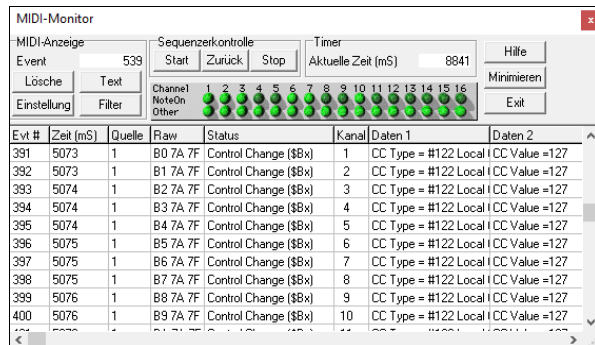 MIDI-Monitor
x
MIDI-Anzeige Sequenzerkontrolle Timer
Event 539 Start Zurück Stop Aktuelle Zeit (mS) 8841 Hilfe
Lösche Text Minimieren
Channel 1 2 3 4 5 6 7 8 9 10 11 12 13 14 15 16
NoteOn
Einstellung Filter Exit
Other
Evt # Zeit (mS) Quelle Raw Status Kanal Daten 1 Daten 2
391 5073 1 B0 7A 7F Control Change ($Bx) 1 CC Type = #122 Local CC Value =127
392 5073 1 B1 7A 7F Control Change ($Bx) 2 CC Type = #122 Local CC Value =127
393 5074 1 B2 7A 7F Control Change ($Bx) 3 CC Type = #122 Local CC Value =127
394 5074 1 B3 7A 7F Control Change ($Bx) 4 CC Type = #122 Local CC Value =127
395 5074 1 B4 7A 7F Control Change ($Bx) 5 CC Type = #122 Local CC Value =127
396 5075 1 B5 7A 7F Control Change ($Bx) 6 CC Type = #122 Local CC Value =127
397 5075 1 B6 7A 7F Control Change ($Bx) 7 CC Type = #122 Local CC Value =127
398 5075 1 B7 7A 7F Control Change ($Bx) 8 CC Type = #122 Local CC Value =127
399 5076 1 B8 7A 7F Control Change ($Bx) 9 CC Type = #122 Local CC Value =127
400 5076 1 B9 7A 7F Control Change ($Bx) 10 CC Type = #122 Local CC Value =127